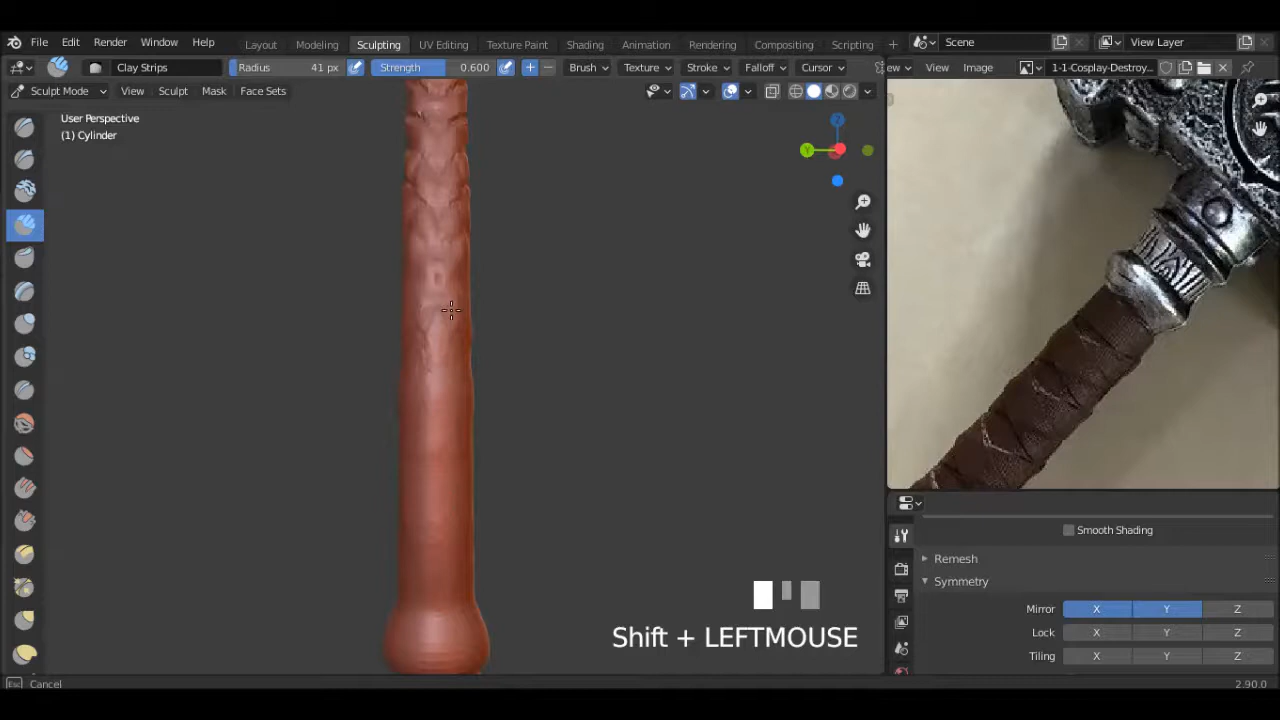 File Edit Render Window Help Layout Modeling Sculpting UV Editing Texture Paint Shading Animation Rendering Compositing Scripting + Scene View Layer
Clay Strips Radius 41 px Strength 0.600 + − Brush Texture Stroke Falloff Cursor ew View Image 1-1-Cosplay-Destroy...
Sculpt Mode View Sculpt Mask Face Sets
User Perspective
(1) Cylinder
Z
Y
Smooth Shading
Remesh
Symmetry
Mirror X Y Z
Lock X Y Z
Tiling X Y Z
Shift + LEFTMOUSE
Esc Cancel 2.90.0